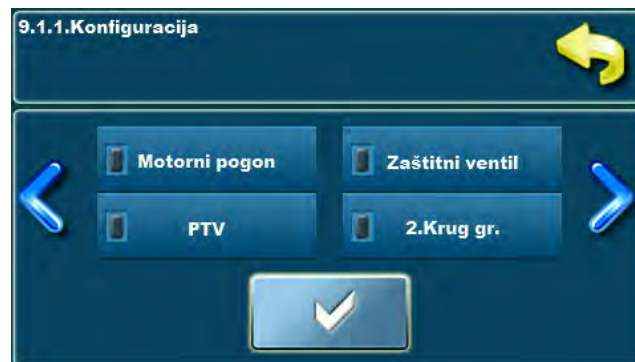 9.1.1.Konfiguracija
Motorni pogon
Zaštitni ventil
PTV
2.Krug gr.